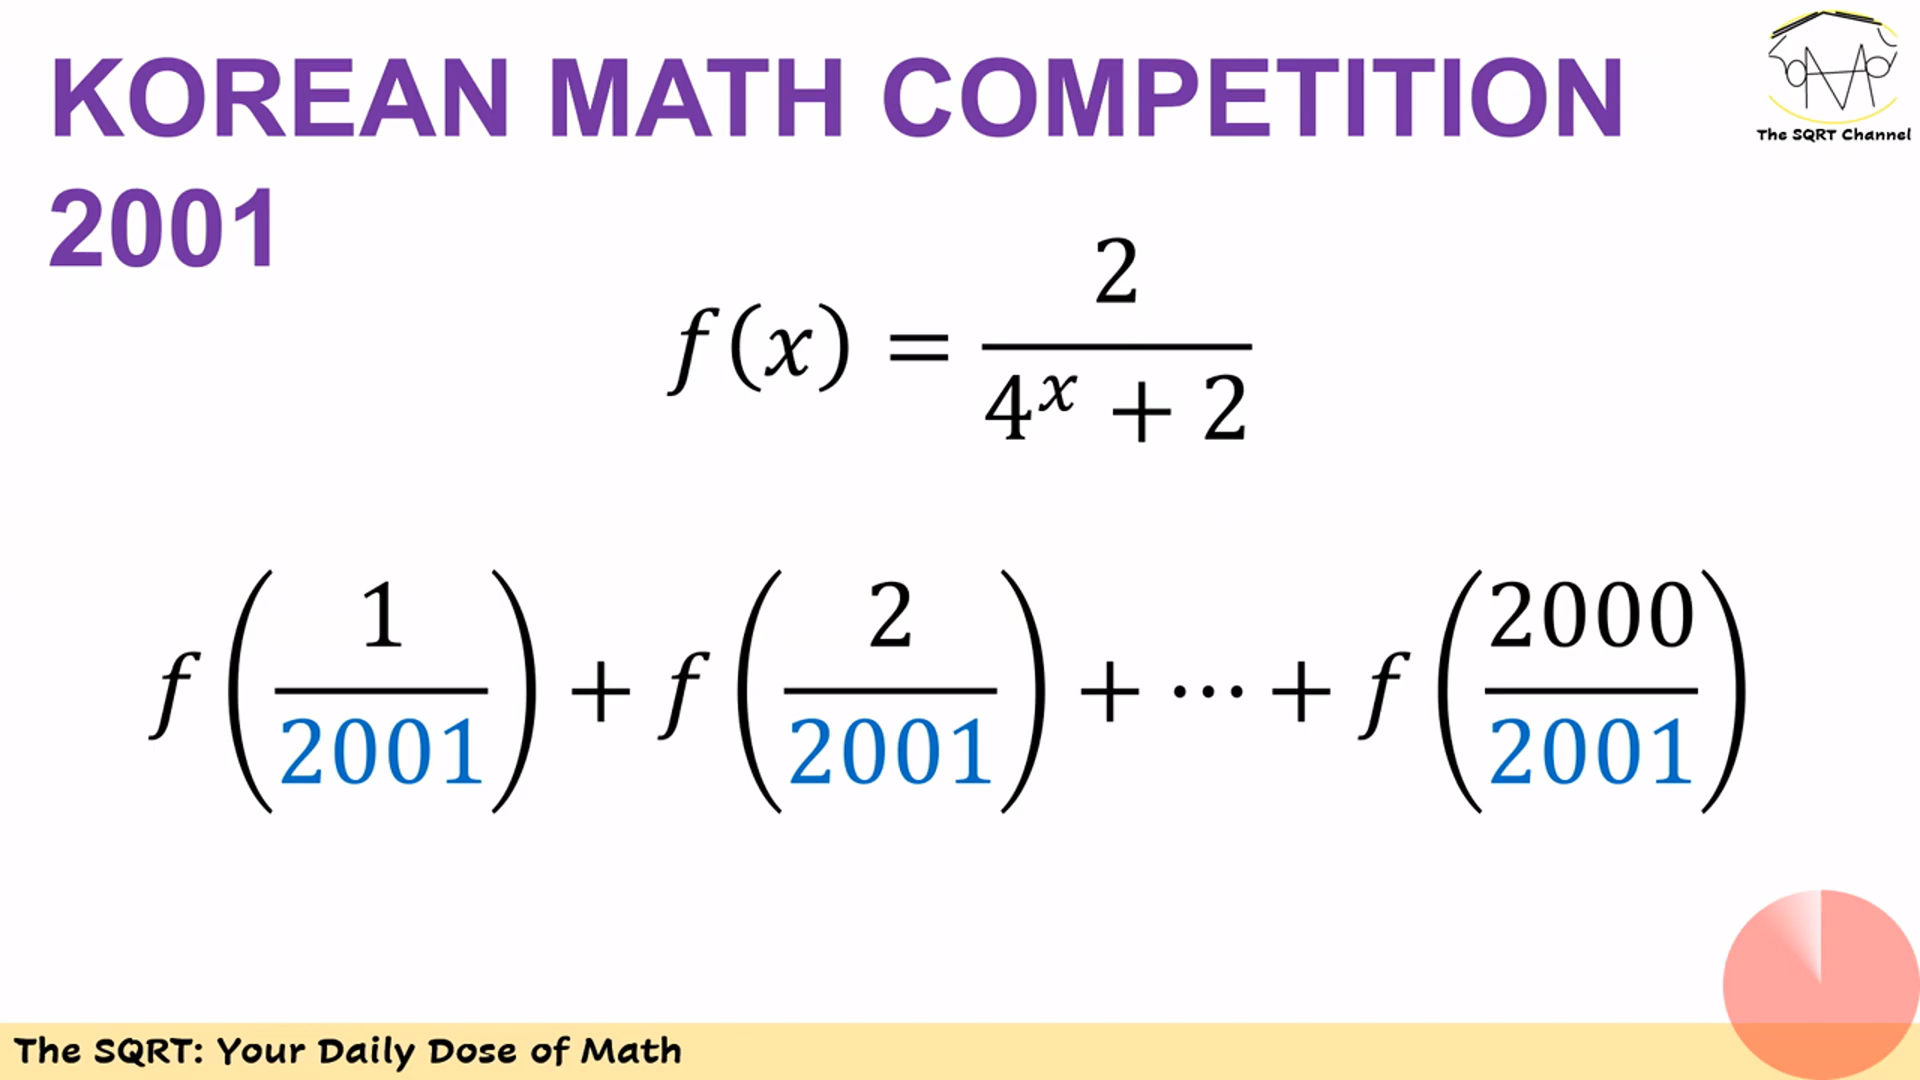 KOREAN MATH COMPETITION
2001
The SQRT Channel
f(x) = 2 / (4^x + 2)
f(1/2001) + f(2/2001) + ⋯ + f(2000/2001)
The SQRT: Your Daily Dose of Math